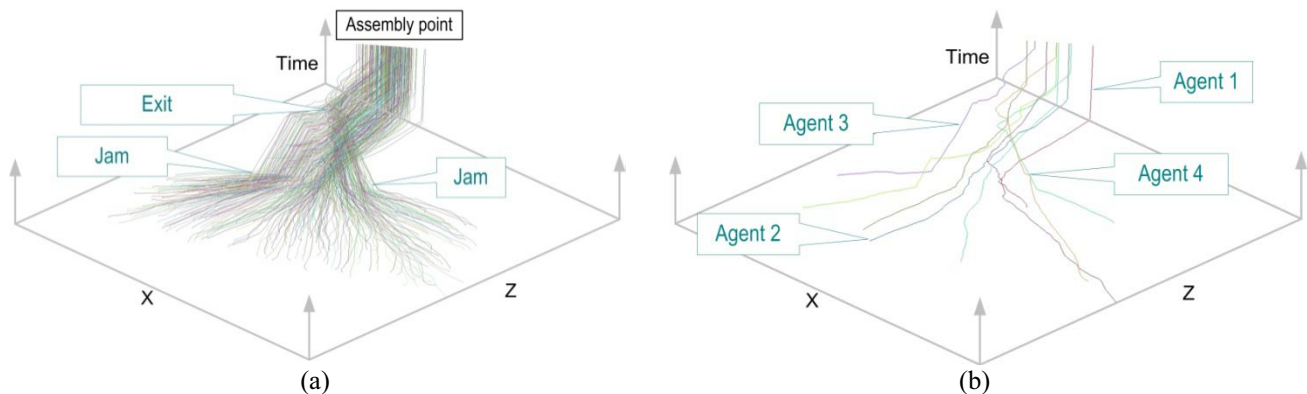 Assembly point
Time
Exit
Jam
Jam
X
Z
(a)
Time
Agent 1
Agent 3
Agent 4
Agent 2
X
Z
(b)